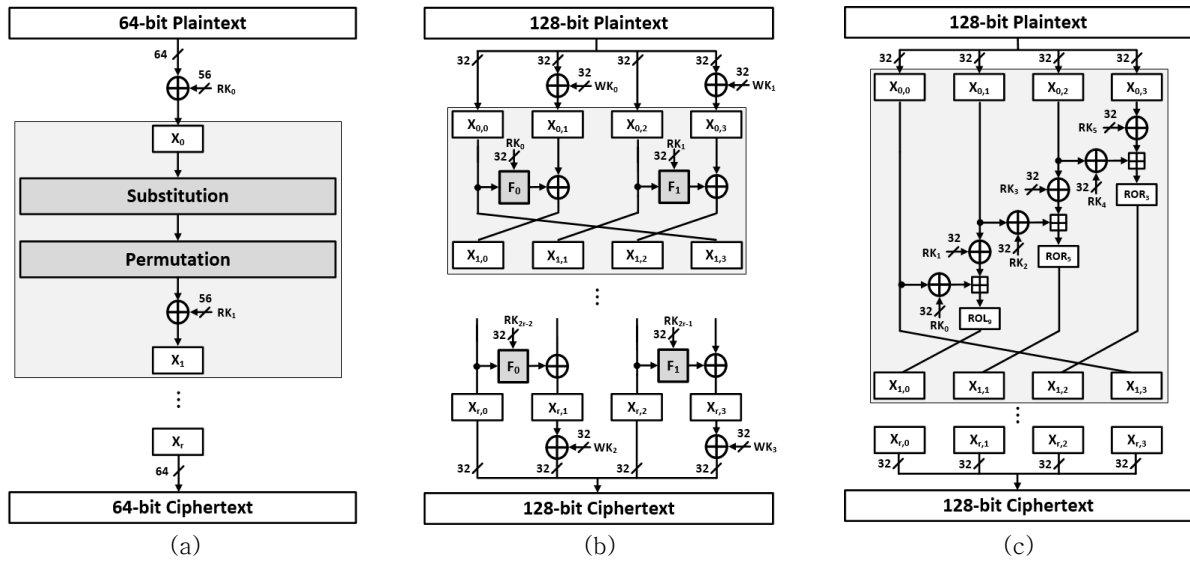 64-bit Plaintext
64
56
RK₀
X₀
Substitution
Permutation
56
RK₁
X₁
⋮
Xᵣ
64
64-bit Ciphertext
(a)
128-bit Plaintext
32 32 32 32
32 WK₀ 32 WK₁
X₀,₀ X₀,₁ X₀,₂ X₀,₃
RK₀ RK₁
32 32
F₀ F₁
X₁,₀ X₁,₁ X₁,₂ X₁,₃
⋮
RK₂ᵣ₋₂ RK₂ᵣ₋₁
32 32
F₀ F₁
Xᵣ,₀ Xᵣ,₁ Xᵣ,₂ Xᵣ,₃
32 WK₂ 32 WK₃
32 32 32 32
128-bit Ciphertext
(b)
128-bit Plaintext
32 32 32 32
X₀,₀ X₀,₁ X₀,₂ X₀,₃
32
RK₅
32
RK₃
32
RK₄
ROR₃
32
RK₁
32
RK₂
ROR₅
32
RK₀
ROL₉
X₁,₀ X₁,₁ X₁,₂ X₁,₃
⋮
Xᵣ,₀ Xᵣ,₁ Xᵣ,₂ Xᵣ,₃
32 32 32 32
128-bit Ciphertext
(c)